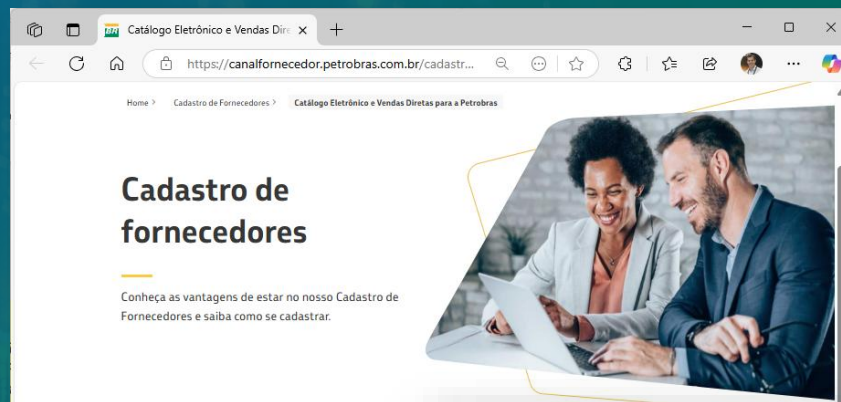 Catálogo Eletrônico e Vendas Dire
https://canalfornecedor.petrobras.com.br/cadastr...
Home > Cadastro de Fornecedores > Catálogo Eletrônico e Vendas Diretas para a Petrobras
Cadastro de
fornecedores
Conheça as vantagens de estar no nosso Cadastro de
Fornecedores e saiba como se cadastrar.